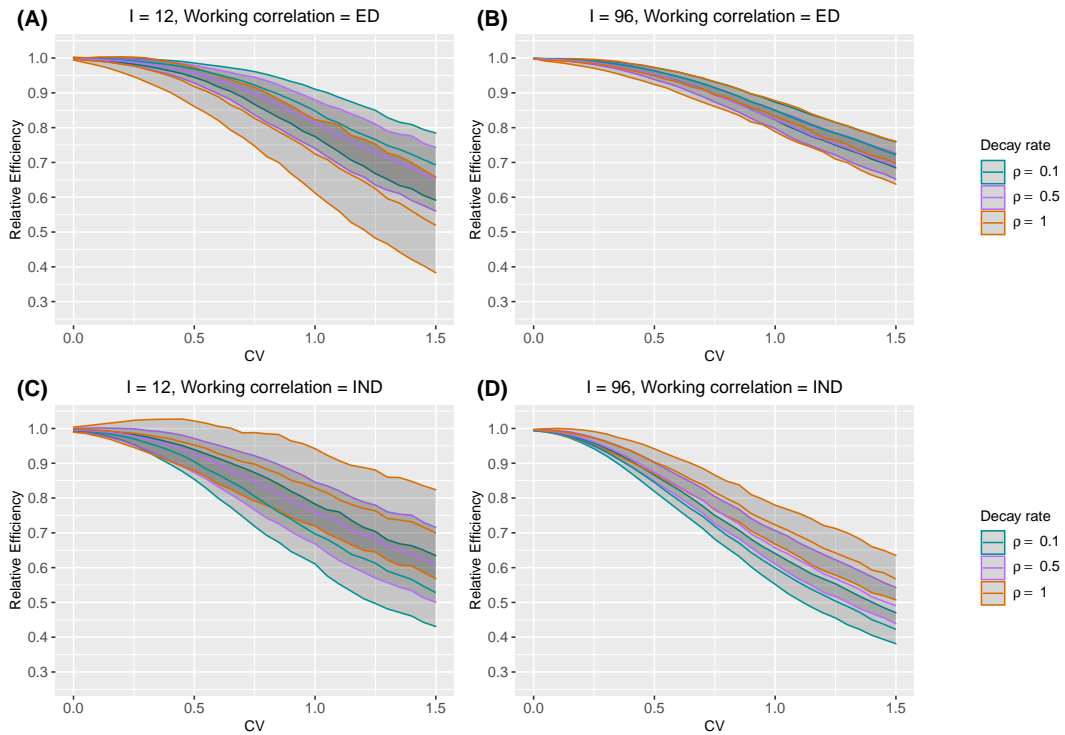 (A) I = 12, Working correlation = ED
1.0
0.9
0.8
0.7
0.6
0.5
0.4
0.3
Relative Efficiency
0.0 0.5 1.0 1.5
CV
(B) I = 96, Working correlation = ED
1.0
0.9
0.8
0.7
0.6
0.5
0.4
0.3
Relative Efficiency
0.0 0.5 1.0 1.5
CV
Decay rate
ρ = 0.1
ρ = 0.5
ρ = 1
(C) I = 12, Working correlation = IND
1.0
0.9
0.8
0.7
0.6
0.5
0.4
0.3
Relative Efficiency
0.0 0.5 1.0 1.5
CV
(D) I = 96, Working correlation = IND
1.0
0.9
0.8
0.7
0.6
0.5
0.4
0.3
Relative Efficiency
0.0 0.5 1.0 1.5
CV
Decay rate
ρ = 0.1
ρ = 0.5
ρ = 1